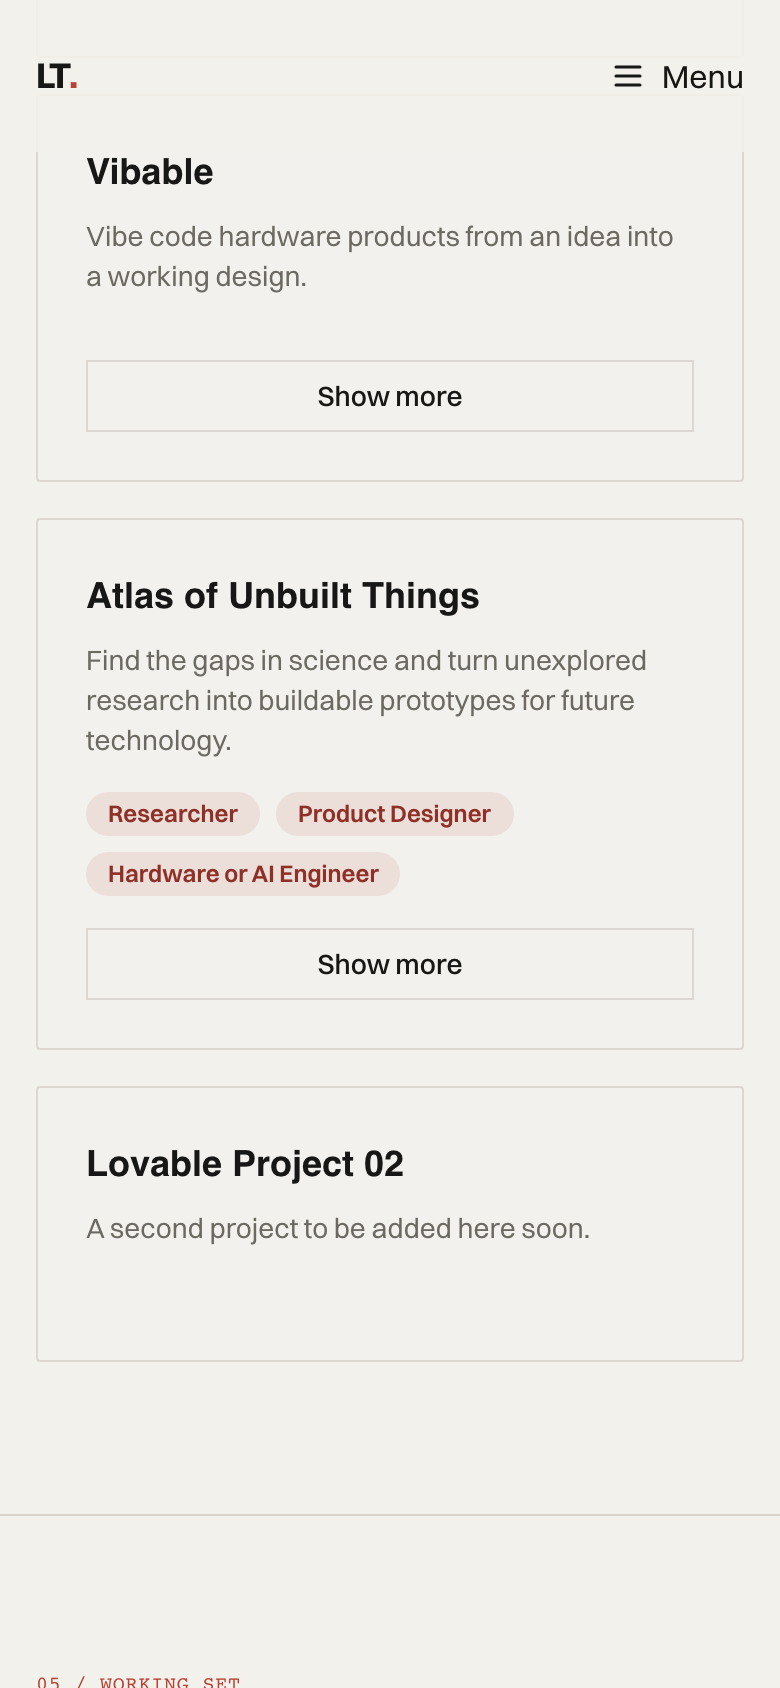 LT.
Menu
Vibable
Vibe code hardware products from an idea into
a working design.
Show more
Atlas of Unbuilt Things
Find the gaps in science and turn unexplored
research into buildable prototypes for future
technology.
Researcher
Product Designer
Hardware or AI Engineer
Show more
Lovable Project 02
A second project to be added here soon.
05 / WORKING SET